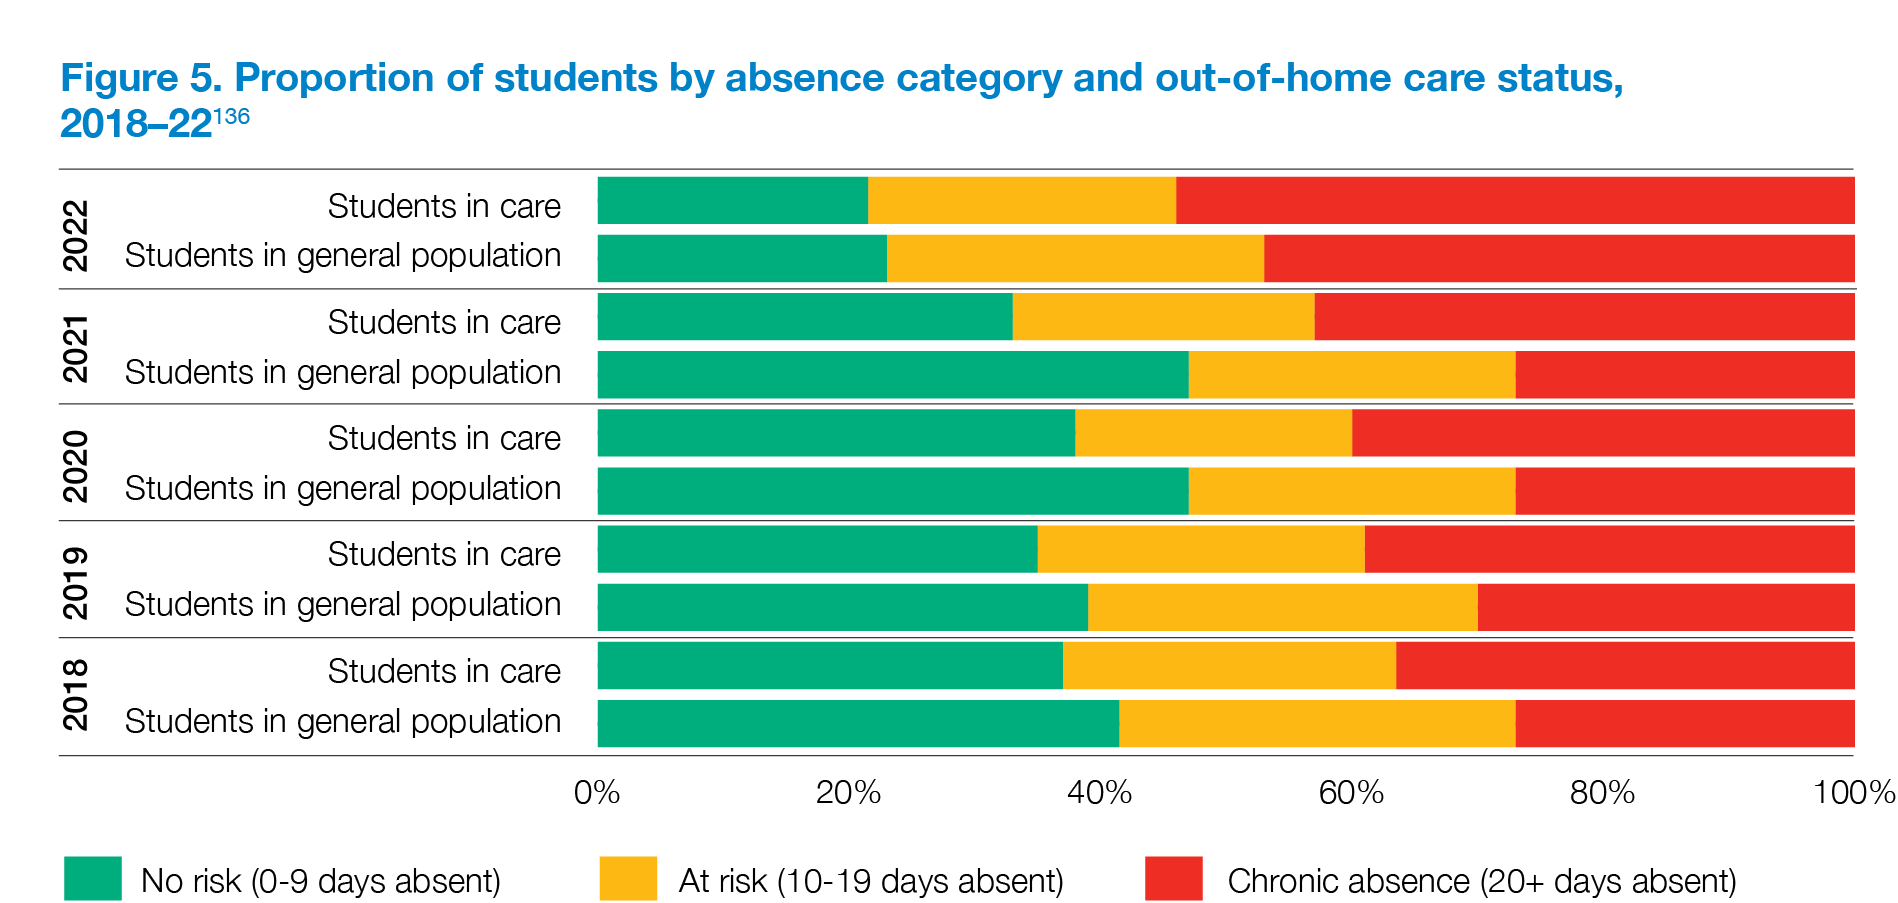 Figure 5. Proportion of students by absence category and out-of-home care status,
2018–22136
2022
Students in care
Students in general population
2021
Students in care
Students in general population
2020
Students in care
Students in general population
2019
Students in care
Students in general population
2018
Students in care
Students in general population
0% 20% 40% 60% 80% 100%
No risk (0-9 days absent) At risk (10-19 days absent) Chronic absence (20+ days absent)